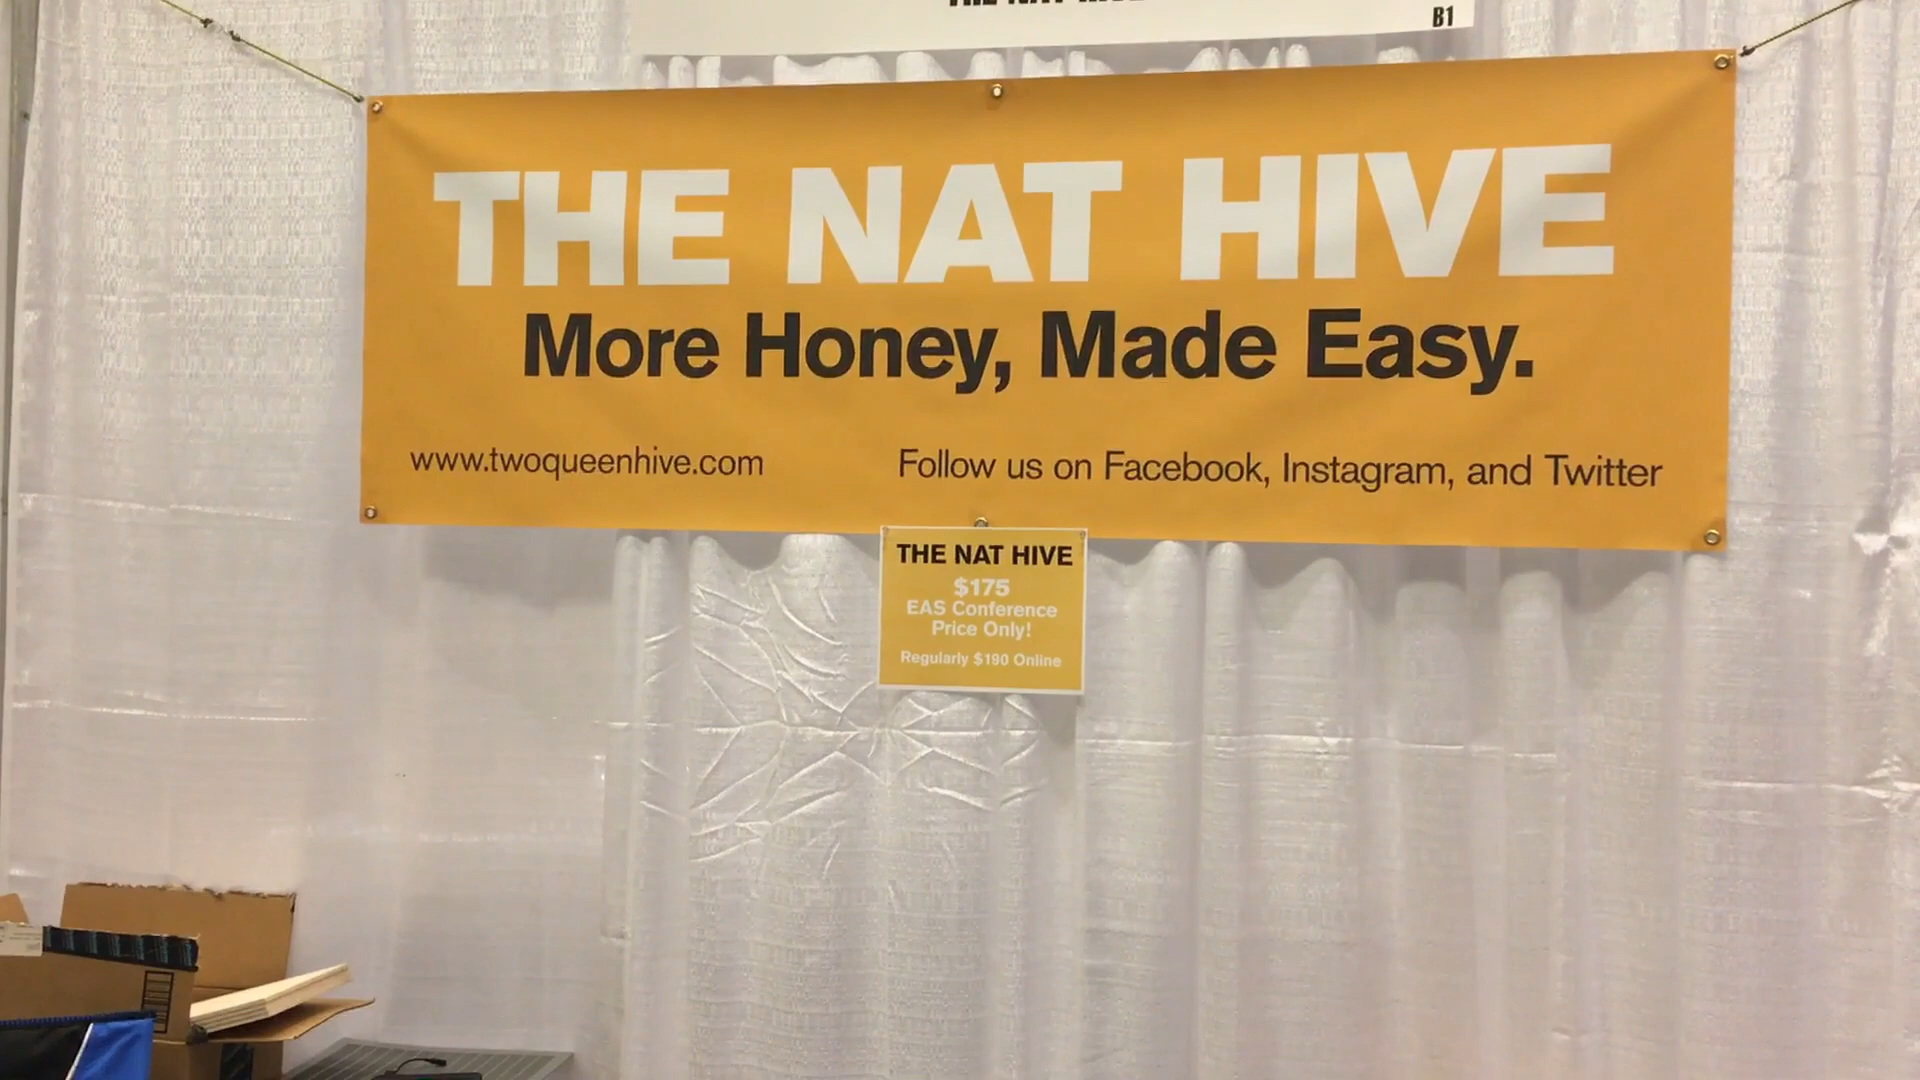 B1
THE NAT HIVE
More Honey, Made Easy.
www.twoqueenhive.com
Follow us on Facebook, Instagram, and Twitter
THE NAT HIVE
$175
EAS Conference
Price Only!
Regularly $190 Online